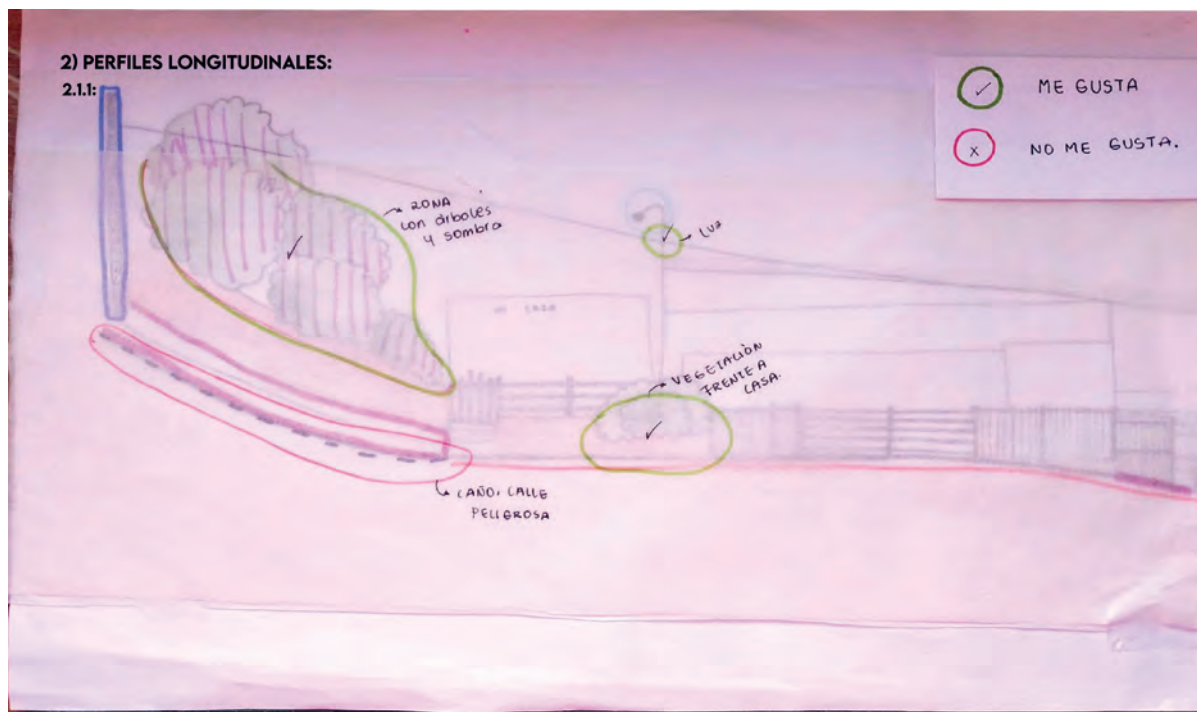 2) PERFILES LONGITUDINALES:
2.1.1:
ME GUSTA
NO ME GUSTA.
ZONA
con árboles
y sombra
LUZ
CASA
VEGETACIÓN
FRENTE A
CASA.
CAÑO, CALLE
PELIGROSA